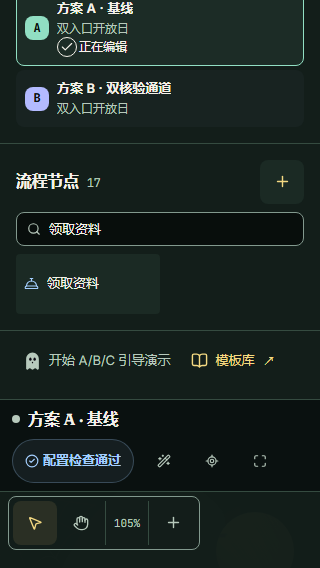 方案 A · 基线
A
双入口开放日
正在编辑
方案 B · 双核验通道
B
双入口开放日
流程节点 17
领取资料
领取资料
开始 A/B/C 引导演示
模板库 ↗
方案 A · 基线
配置检查通过
105%